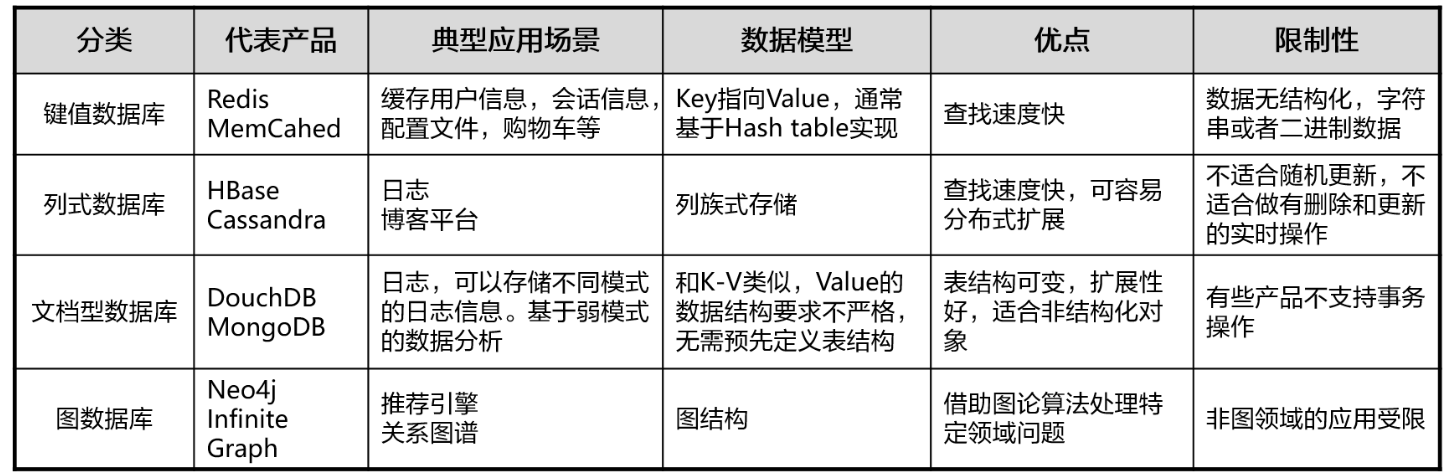 分类
代表产品
典型应用场景
数据模型
优点
限制性
键值数据库
Redis
MemCahed
缓存用户信息，会话信息，
配置文件，购物车等
Key指向Value，通常
基于Hash table实现
查找速度快
数据无结构化，字符
串或者二进制数据
列式数据库
HBase
Cassandra
日志
博客平台
列族式存储
查找速度快，可容易
分布式扩展
不适合随机更新，不
适合做有删除和更新
的实时操作
文档型数据库
DouchDB
MongoDB
日志，可以存储不同模式
的日志信息。基于弱模式
的数据分析
和K-V类似，Value的
数据结构要求不严格，
无需预先定义表结构
表结构可变，扩展性
好，适合非结构化对
象
有些产品不支持事务
操作
图数据库
Neo4j
Infinite
Graph
推荐引擎
关系图谱
图结构
借助图论算法处理特
定领域问题
非图领域的应用受限